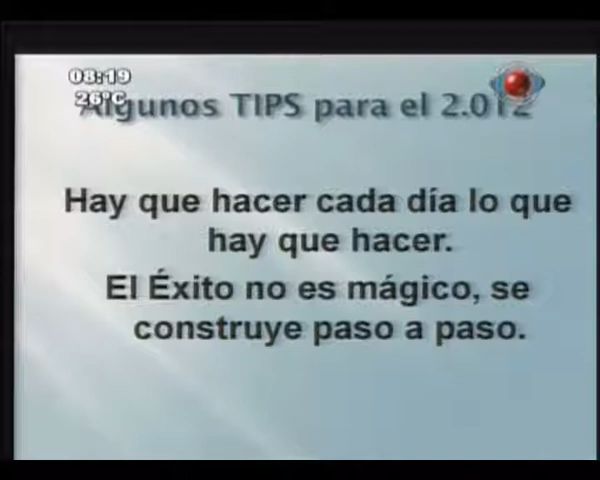 08:19
26°C
Algunos TIPS para el 2.012
Hay que hacer cada día lo que
hay que hacer.
El Éxito no es mágico, se
construye paso a paso.